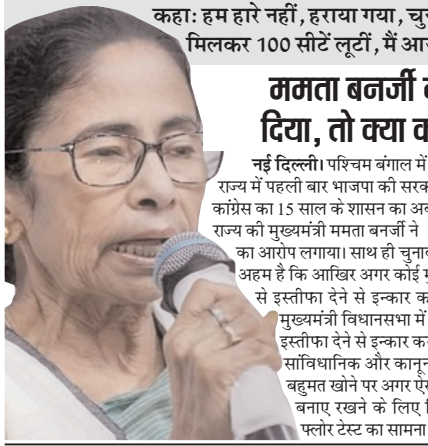 कहा: हम हारे नहीं, हराया गया,
मिलकर 100 सीटें लूटीं, मैं
ममता बनर्जी
दिया, तो क्या
नई दिल्ली। पश्चिम बंगाल में
राज्य में पहली बार भाजपा की
कांग्रेस का 15 साल के शासन का
राज्य की मुख्यमंत्री ममता बनर्जी ने
का आरोप लगाया। साथ ही
अहम है कि आखिर अगर कोई
से इस्तीफा देने से इन्कार
मुख्यमंत्री विधानसभा में
इस्तीफा देने से इन्कार
सांविधानिक और
बहुमत खोने पर अगर
बनाए रखने के लिए
फ्लोर टेस्ट का सामना